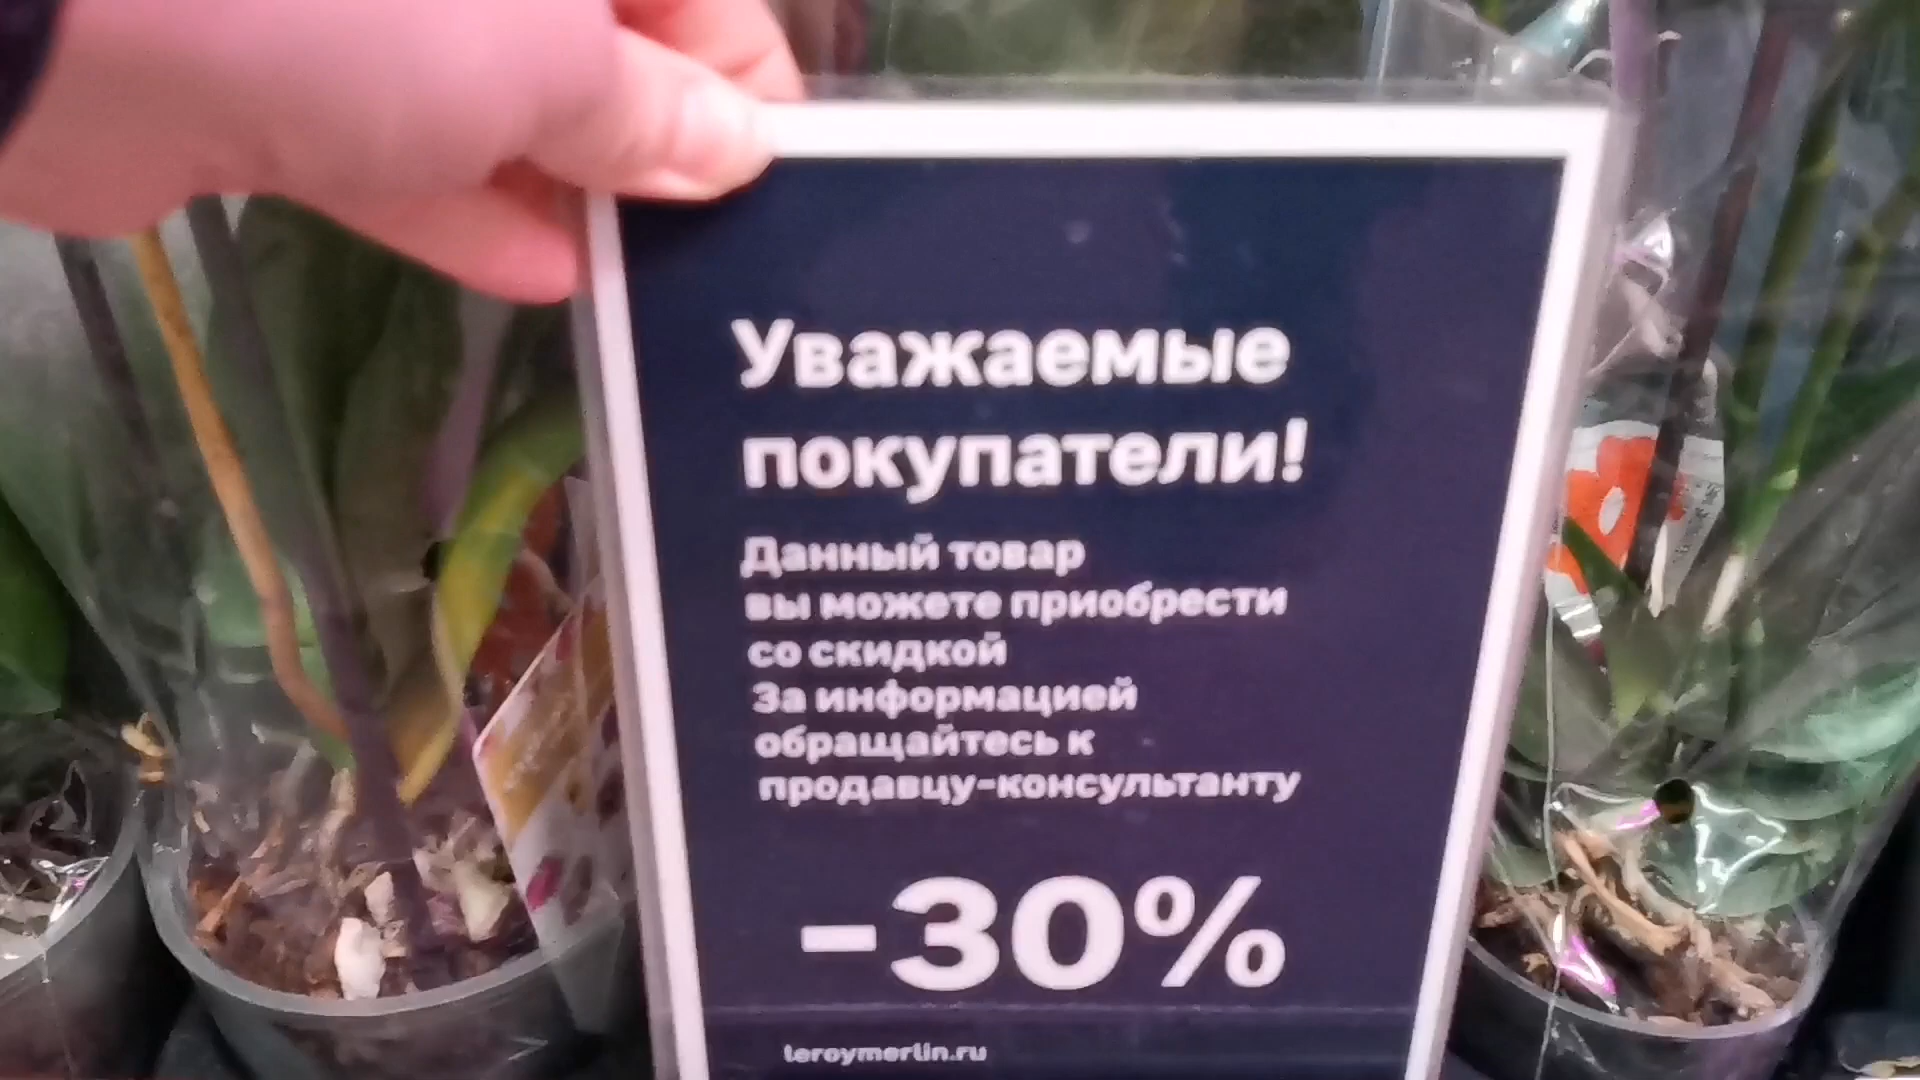 Уважаемые
покупатели!
Данный товар
вы можете приобрести
со скидкой
За информацией
обращайтесь к
продавцу-консультанту
-30%
leroymerlin.ru